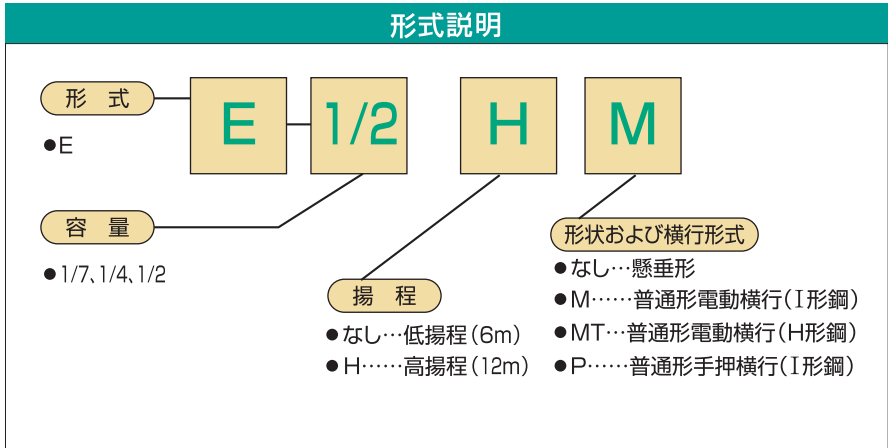 形式説明
形 式
E-1/2 H M
●E
容 量
●1/7、1/4、1/2
揚 程
●なし…低揚程(6m)
●H……高揚程(12m)
形状および横行形式
●なし…懸垂形
●M……普通形電動横行(I形鋼)
●MT…普通形電動横行(H形鋼)
●P……普通形手押横行(I形鋼)